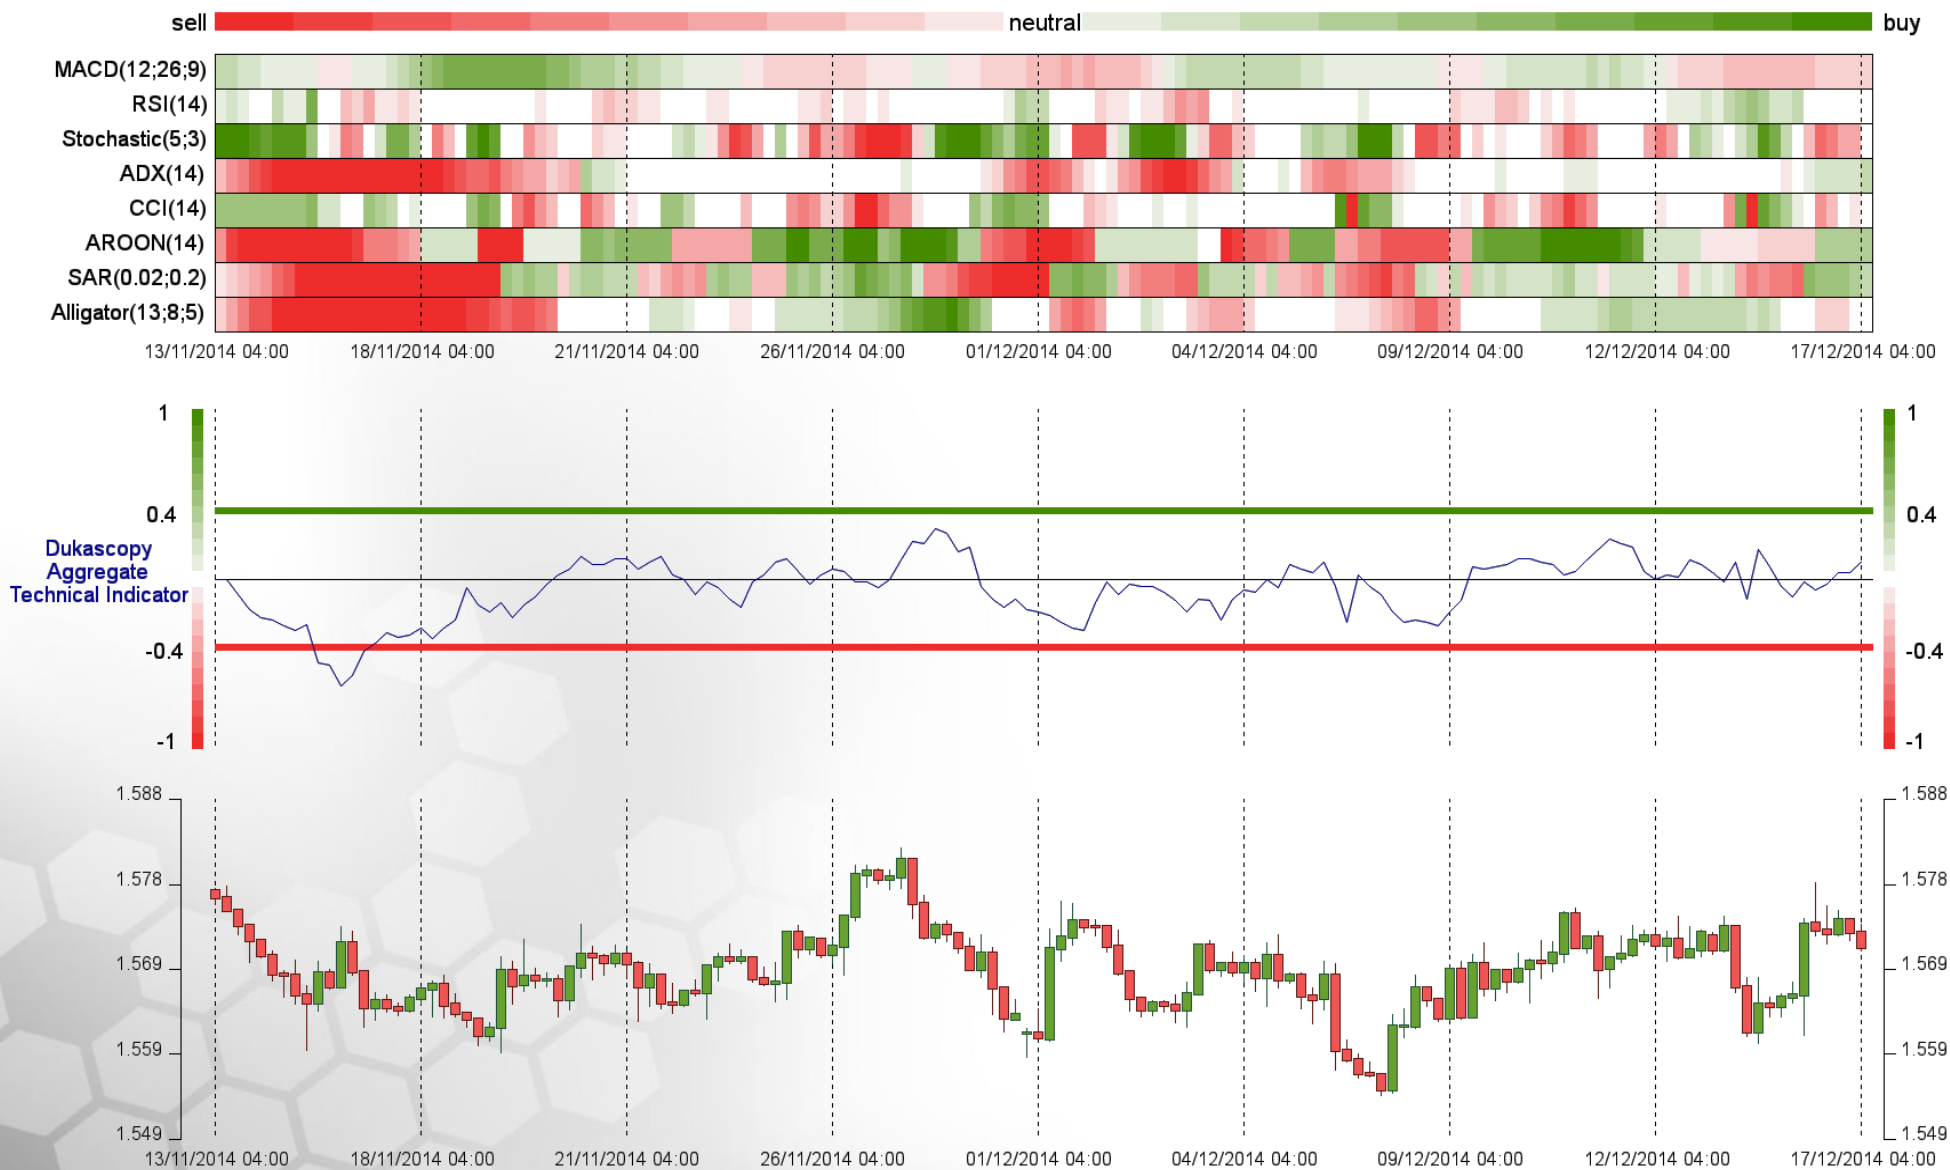 sell neutral buy
MACD(12;26;9)
RSI(14)
Stochastic(5;3)
ADX(14)
CCI(14)
AROON(14)
SAR(0.02;0.2)
Alligator(13;8;5)
13/11/2014 04:00 18/11/2014 04:00 21/11/2014 04:00 26/11/2014 04:00 01/12/2014 04:00 04/12/2014 04:00 09/12/2014 04:00 12/12/2014 04:00 17/12/2014 04:00
1 1
0.4 0.4
Dukascopy
Aggregate
Technical Indicator
-0.4 -0.4
-1 -1
1.588 1.588
1.578 1.578
1.569 1.569
1.559 1.559
1.549 1.549
13/11/2014 04:00 18/11/2014 04:00 21/11/2014 04:00 26/11/2014 04:00 01/12/2014 04:00 04/12/2014 04:00 09/12/2014 04:00 12/12/2014 04:00 17/12/2014 04:00